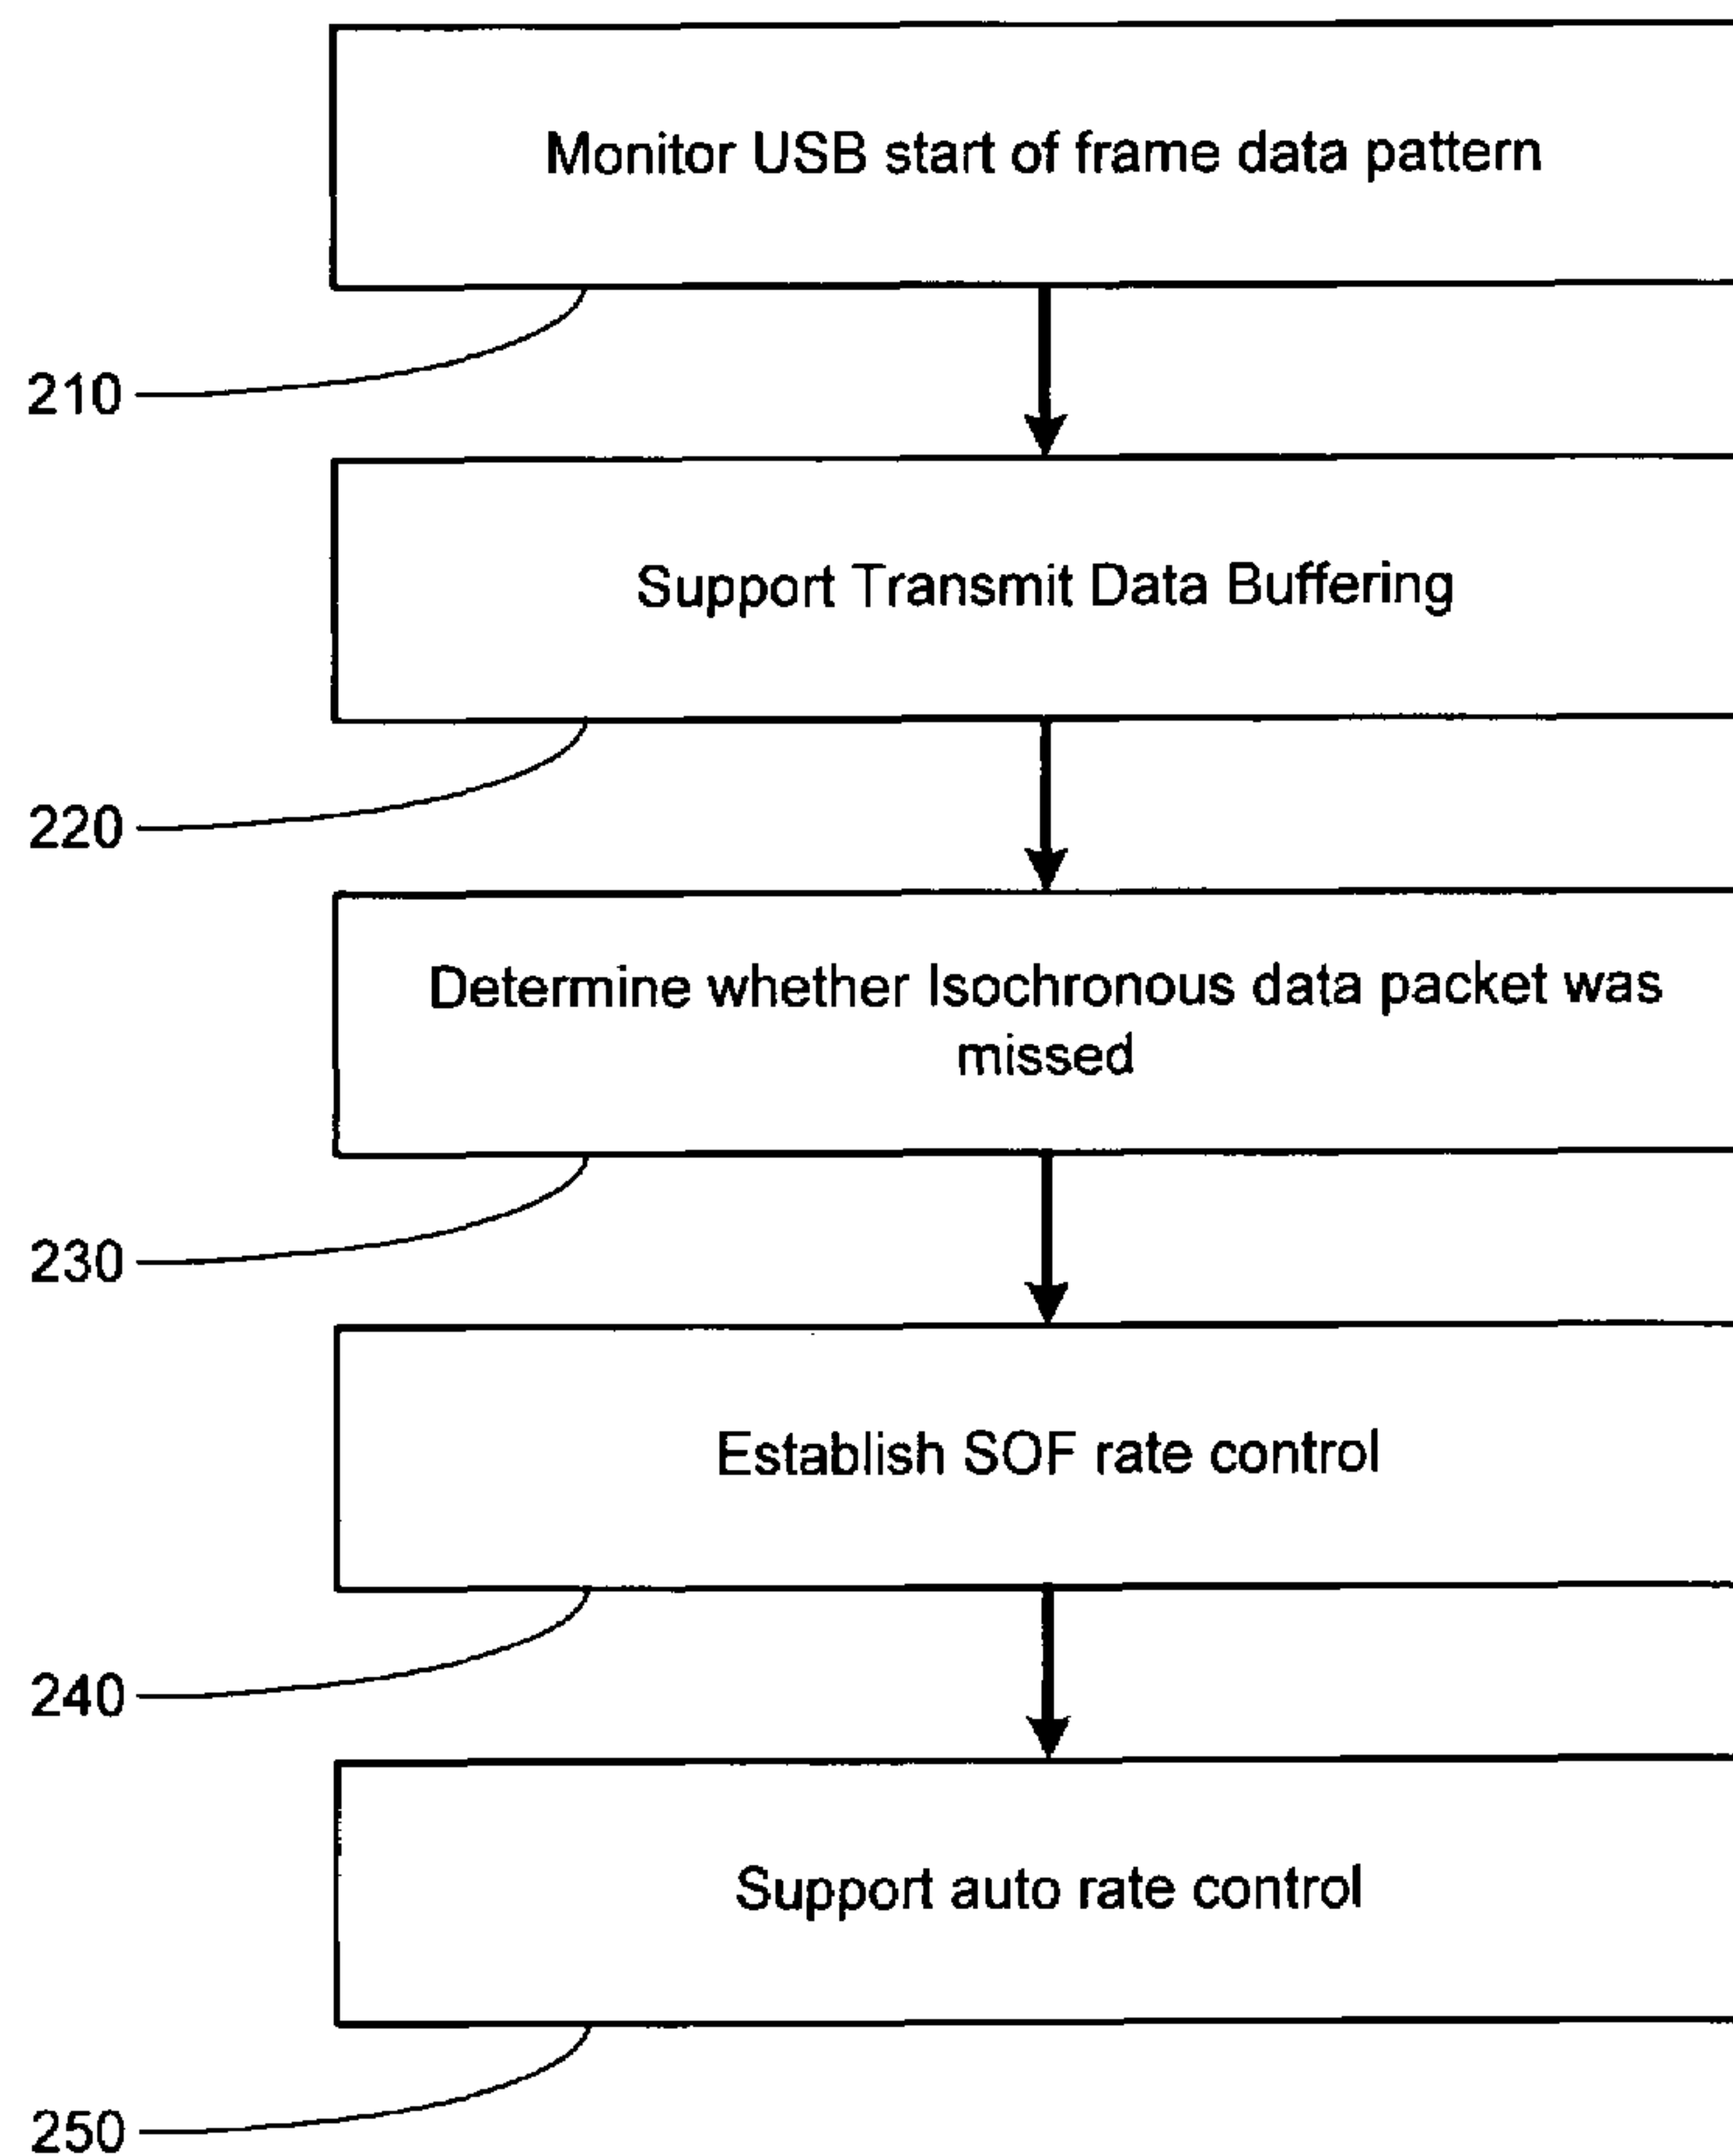 Monitor USB start of frame data pattern
210
Support Transmit Data Buffering
220
Determine whether Isochronous data packet was
missed
230
Establish SOF rate control
240
Support auto rate control
250